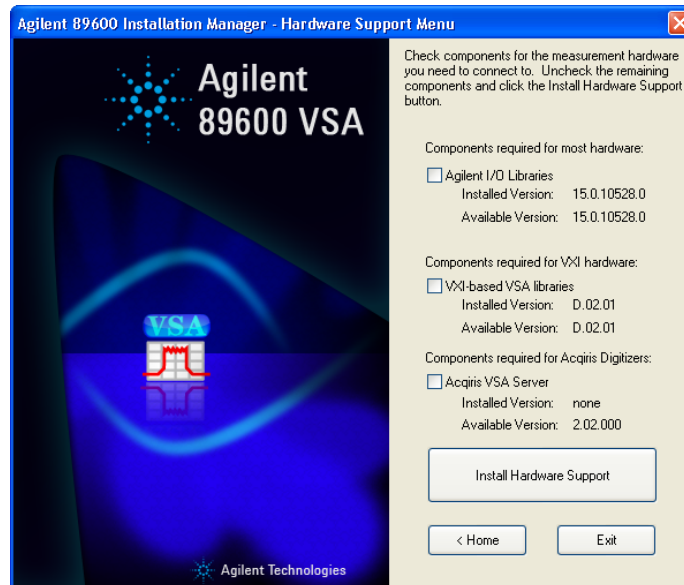 Agilent 89600 Installation Manager - Hardware Support Menu
Agilent
89600 VSA
VSA
Agilent Technologies
Check components for the measurement hardware
you need to connect to. Uncheck the remaining
components and click the Install Hardware Support
button.
Components required for most hardware:
Agilent I/O Libraries
Installed Version: 15.0.10528.0
Available Version: 15.0.10528.0
Components required for VXI hardware:
VXI-based VSA libraries
Installed Version: D.02.01
Available Version: D.02.01
Components required for Acqiris Digitizers:
Acqiris VSA Server
Installed Version: none
Available Version: 2.02.000
Install Hardware Support
< Home
Exit